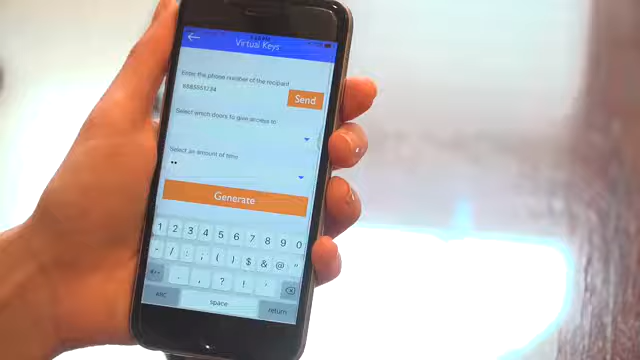 Virtual Keys
Enter the phone number of the recipant
8885551234
Send
Select which doors to give access to
Select an amount of time
Generate
1 2 3 4 5 6 7 8 9 0
- / : ; ( ) $ & @ "
#+= . , ? ! '
ABC space return